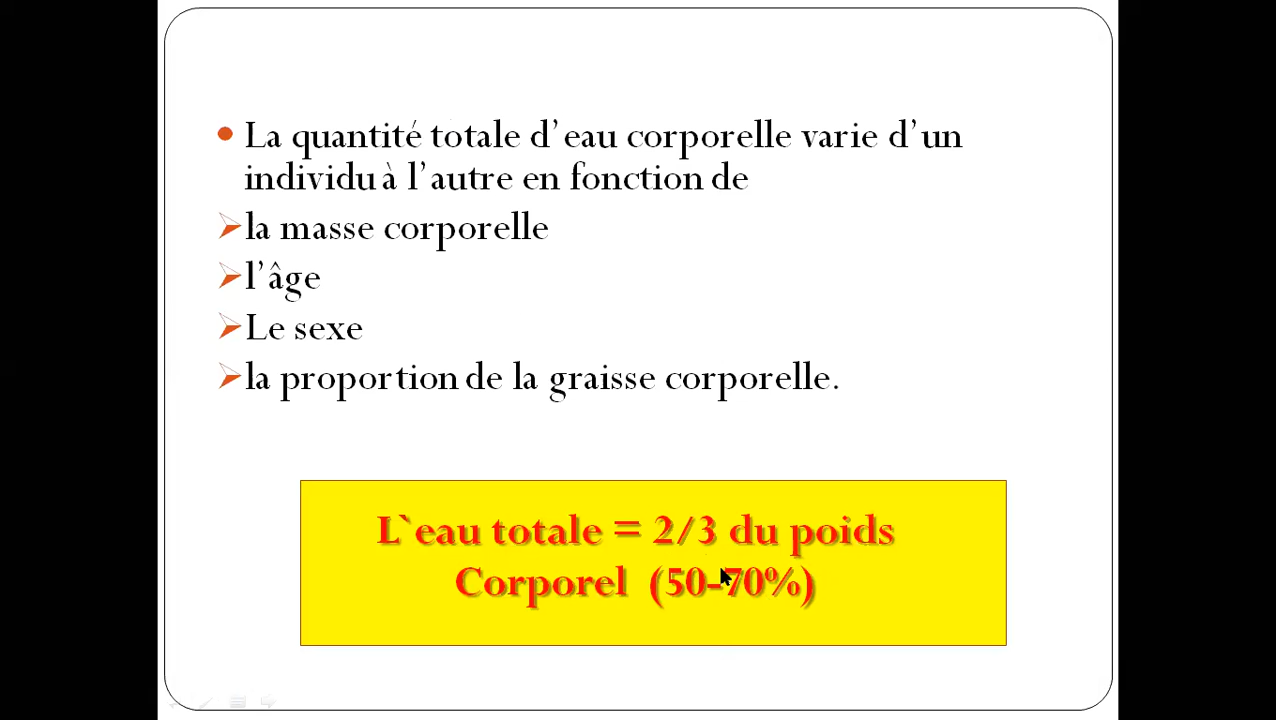 La quantité totale d’eau corporelle varie d’un
individu à l’autre en fonction de
la masse corporelle
l’âge
Le sexe
la proportion de la graisse corporelle.
L`eau totale = 2/3 du poids
Corporel (50-70%)